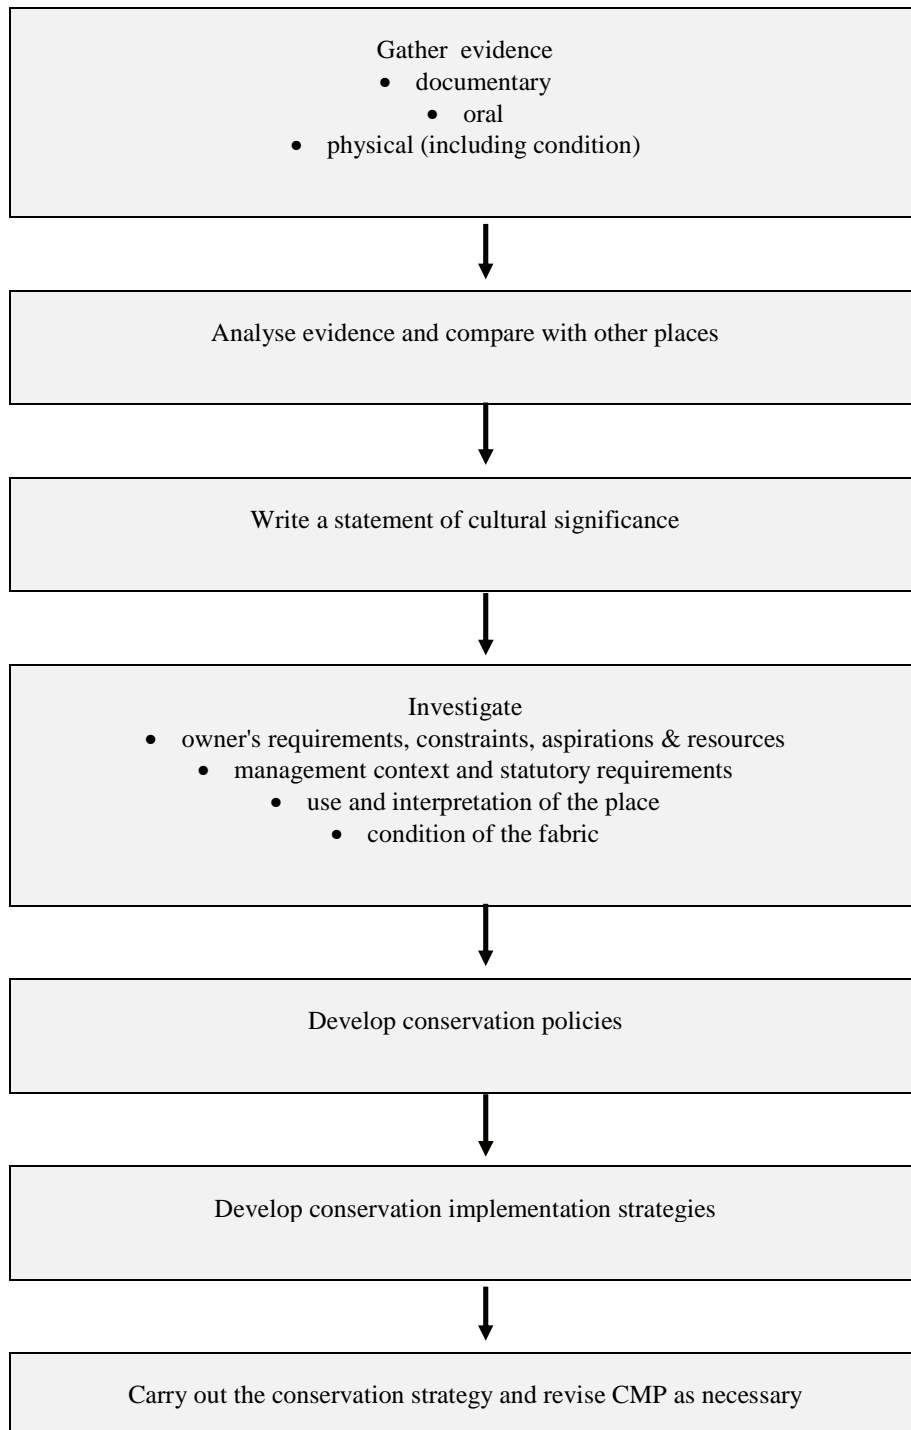 Gather evidence
• documentary
• oral
• physical (including condition)
Analyse evidence and compare with other places
Write a statement of cultural significance
Investigate
• owner's requirements, constraints, aspirations & resources
• management context and statutory requirements
• use and interpretation of the place
• condition of the fabric
Develop conservation policies
Develop conservation implementation strategies
Carry out the conservation strategy and revise CMP as necessary